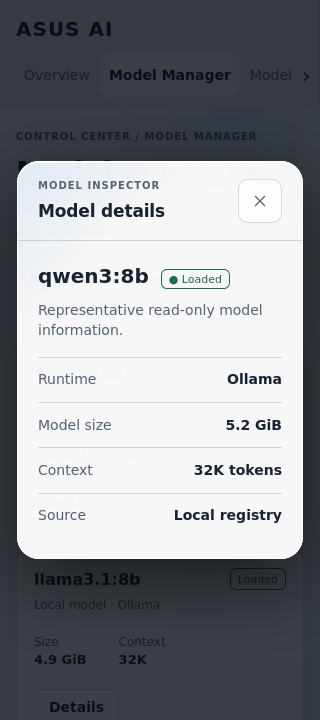 ASUS AI
Overview
Model Manager
Model
CONTROL CENTER / MODEL MANAGER
MODEL INSPECTOR
Model details
qwen3:8b
Loaded
Representative read-only model
information.
Runtime
Ollama
Model size
5.2 GiB
Context
32K tokens
Source
Local registry
llama3.1:8b
Loaded
Local model · Ollama
Size
Context
4.9 GiB
32K
Details